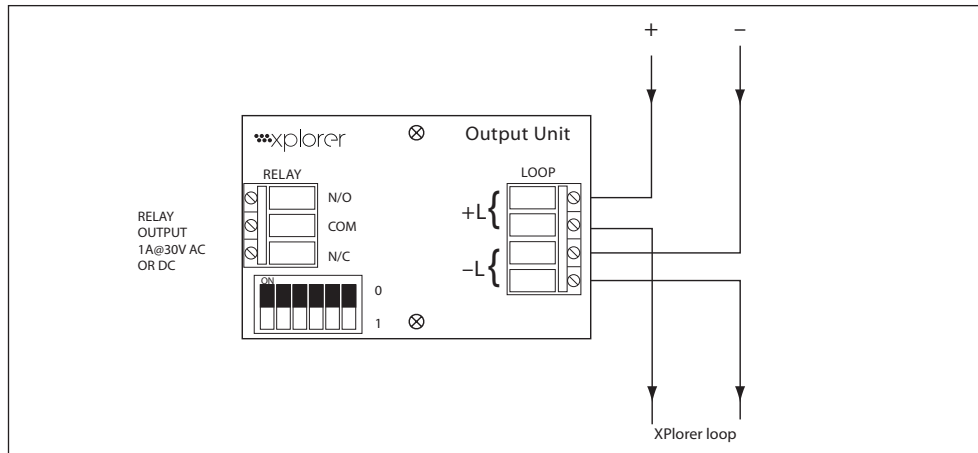 + −
xplorer
Output Unit
RELAY
LOOP
N/O
COM
N/C
+L{
−L{
RELAY
OUTPUT
1A@30V AC
OR DC
ON
0
1
XPlorer loop